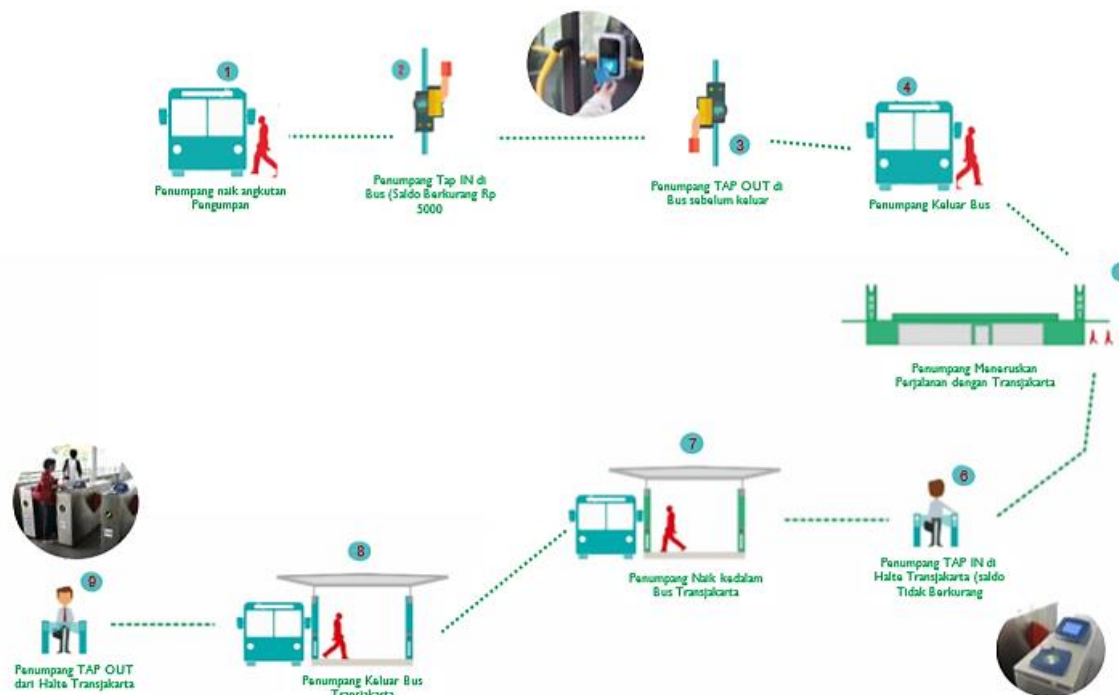 1
Penumpang naik angkutan
Pengumpan
2
Penumpang Tap IN di
Bus (Saldo Berkurang Rp
5000
3
Penumpang TAP OUT di
Bus sebelum keluar
4
Penumpang Keluar Bus
Penumpang Meneruskan
Perjalanan dengan Transjakarta
6
Penumpang TAP IN di
Halte Transjakarta (saldo
Tidak Berkurang
7
Penumpang Naik kedalam
Bus Transjakarta
8
Penumpang Keluar Bus
Transjakarta
9
Penumpang TAP OUT
dari Halte Transjakarta